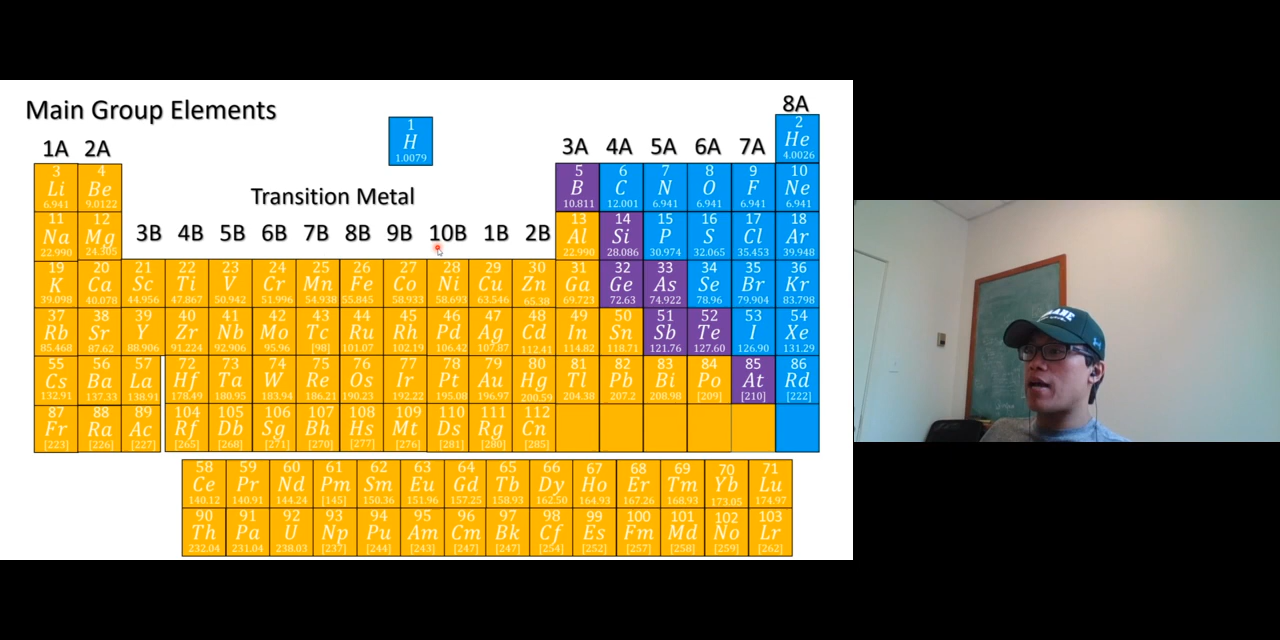 Main Group Elements
8A
1 2
H He
1.0079 4.0026
1A 2A 3A 4A 5A 6A 7A
3 4 5 6 7 8 9 10
Li Be B C N O F Ne
6.941 9.0122 10.811 12.001 6.941 6.941 6.941 6.941
Transition Metal
11 12 13 14 15 16 17 18
Na Mg Al Si P S Cl Ar
22.990 24.305 22.990 28.086 30.974 32.065 35.453 39.948
3B 4B 5B 6B 7B 8B 9B 10B 1B 2B
19 20 21 22 23 24 25 26 27 28 29 30 31 32 33 34 35 36
K Ca Sc Ti V Cr Mn Fe Co Ni Cu Zn Ga Ge As Se Br Kr
39.098 40.078 44.956 47.867 50.942 51.996 54.938 55.845 58.933 58.693 63.546 65.38 69.723 72.63 74.922 78.96 79.904 83.798
37 38 39 40 41 42 43 44 45 46 47 48 49 50 51 52 53 54
Rb Sr Y Zr Nb Mo Tc Ru Rh Pd Ag Cd In Sn Sb Te I Xe
85.468 87.62 88.906 91.224 92.906 95.96 [98] 101.07 102.19 106.42 107.87 112.41 114.82 118.71 121.76 127.60 126.90 131.29
55 56 57 72 73 74 75 76 77 78 79 80 81 82 83 84 85 86
Cs Ba La Hf Ta W Re Os Ir Pt Au Hg Tl Pb Bi Po At Rd
132.91 137.33 138.91 178.49 180.95 183.94 186.21 190.23 192.22 195.08 196.97 200.59 204.38 207.2 208.98 [209] [210] [222]
87 88 89 104 105 106 107 108 109 110 111 112
Fr Ra Ac Rf Db Sg Bh Hs Mt Ds Rg Cn
[223] [226] [227] [265] [268] [271] [270] [277] [276] [281] [280] [285]
58 59 60 61 62 63 64 65 66 67 68 69 70 71
Ce Pr Nd Pm Sm Eu Gd Tb Dy Ho Er Tm Yb Lu
140.12 140.91 144.24 [145] 150.36 151.96 157.25 158.93 162.50 164.93 167.26 168.93 173.05 174.97
90 91 92 93 94 95 96 97 98 99 100 101 102 103
Th Pa U Np Pu Am Cm Bk Cf Es Fm Md No Lr
232.04 231.04 238.03 [237] [244] [243] [247] [247] [254] [252] [257] [258] [259] [262]